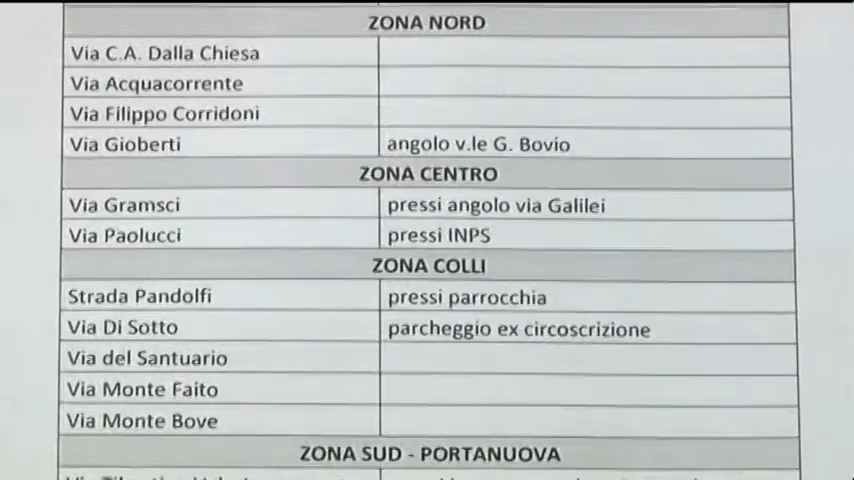 ZONA NORD
Via C.A. Dalla Chiesa
Via Acquacorrente
Via Filippo Corridoni
Via Gioberti angolo v.le G. Bovio
ZONA CENTRO
Via Gramsci pressi angolo via Galilei
Via Paolucci pressi INPS
ZONA COLLI
Strada Pandolfi pressi parrocchia
Via Di Sotto parcheggio ex circoscrizione
Via del Santuario
Via Monte Faito
Via Monte Bove
ZONA SUD - PORTANUOVA